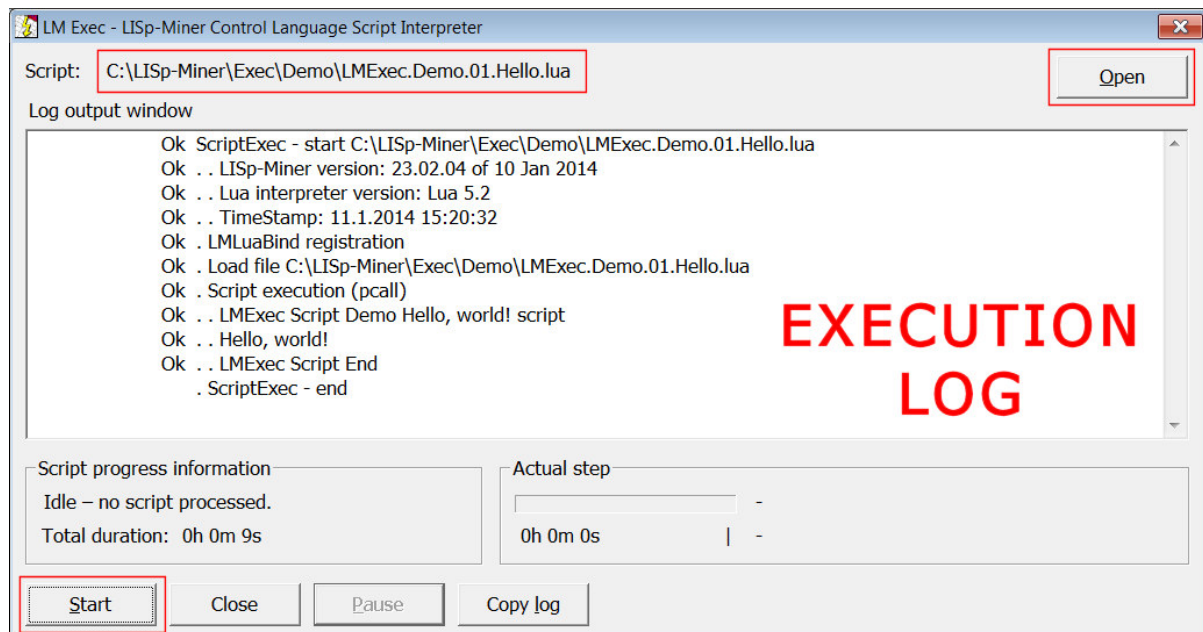 LM Exec - LISp-Miner Control Language Script Interpreter
Script: C:\LISp-Miner\Exec\Demo\LMExec.Demo.01.Hello.lua Open
Log output window
Ok ScriptExec - start C:\LISp-Miner\Exec\Demo\LMExec.Demo.01.Hello.lua
Ok . . LISp-Miner version: 23.02.04 of 10 Jan 2014
Ok . . Lua interpreter version: Lua 5.2
Ok . . TimeStamp: 11.1.2014 15:20:32
Ok . LMLuaBind registration
Ok . Load file C:\LISp-Miner\Exec\Demo\LMExec.Demo.01.Hello.lua
Ok . Script execution (pcall)
Ok . . LMExec Script Demo Hello, world! script
Ok . . Hello, world!
Ok . . LMExec Script End
. ScriptExec - end
EXECUTION
LOG
Script progress information
Idle – no script processed.
Total duration: 0h 0m 9s
Actual step
-
0h 0m 0s | -
Start Close Pause Copy log